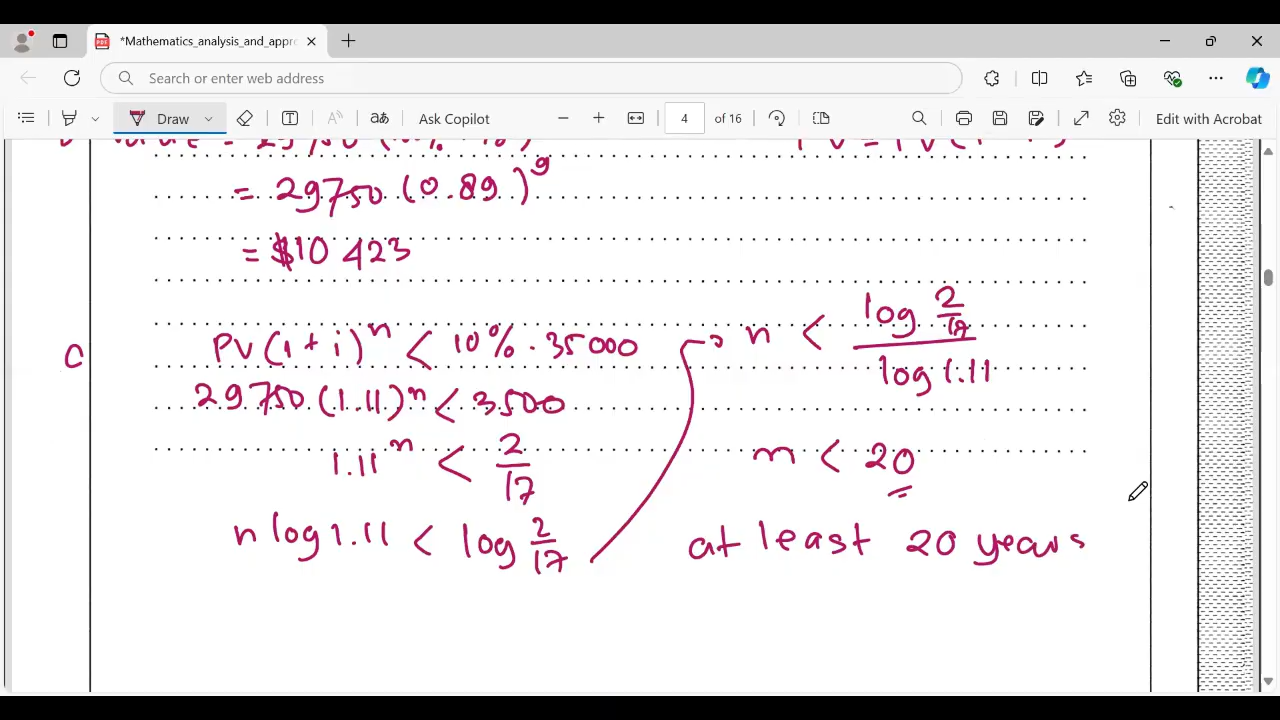 *Mathematics_analysis_and_appro
Search or enter web address
Draw
Ask Copilot
4 of 16
Edit with Acrobat
= 29750 (0.89)^9
= $10 423
c
PV(1+i)^n < 10% · 35000
29750 (1.11)^n < 3500
1.11^n < 2/17
n log 1.11 < log 2/17
n < log 2/17 / log 1.11
n < 20
at least 20 years